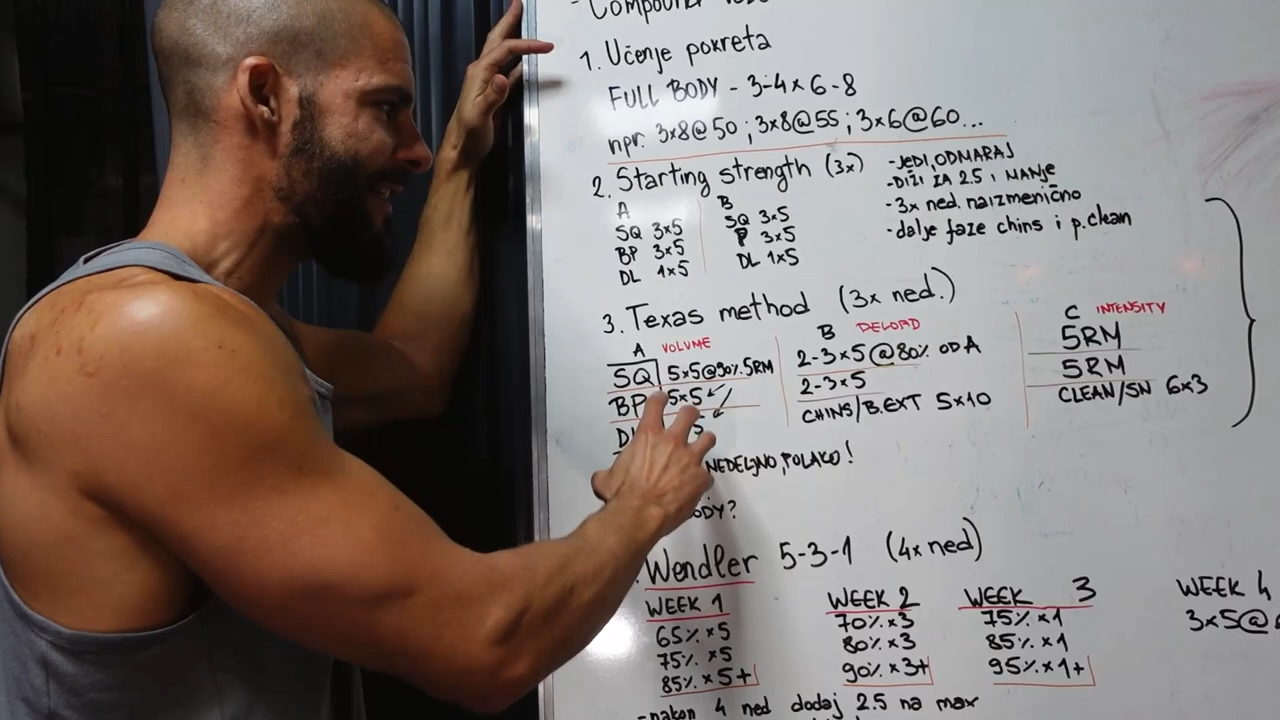 - Compound
1. Učenje pokreta
FULL BODY - 3-4 x 6-8
npr. 3x8@50 ; 3x8@55 ; 3x6@60...
2. Starting strength (3x)
A
SQ 3x5
BP 3x5
DL 1x5
B
SQ 3x5
P 3x5
DL 1x5
- JEDI, ODMARAJ
- DIŽI ZA 2.5 I MANJE
- 3x ned. naizmenično
- dalje faze chins i p.clean
3. Texas method (3x ned.)
A VOLUME
SQ 5x5@90% 5RM
BP 5x5
B DELOAD
2-3x5@80% OD A
2-3x5
CHINS/B.EXT 5x10
C INTENSITY
5RM
5RM
CLEAN/SN 6x3
NEDELJNO, POLAKO!
Wendler 5-3-1 (4x ned)
WEEK 1
65% x5
75% x5
85% x 5+
WEEK 2
70% x3
80% x3
90% x 3+
WEEK 3
75% x1
85% x1
95% x1+
WEEK 4
3x5@
- nakon 4 ned dodaj 2.5 na max